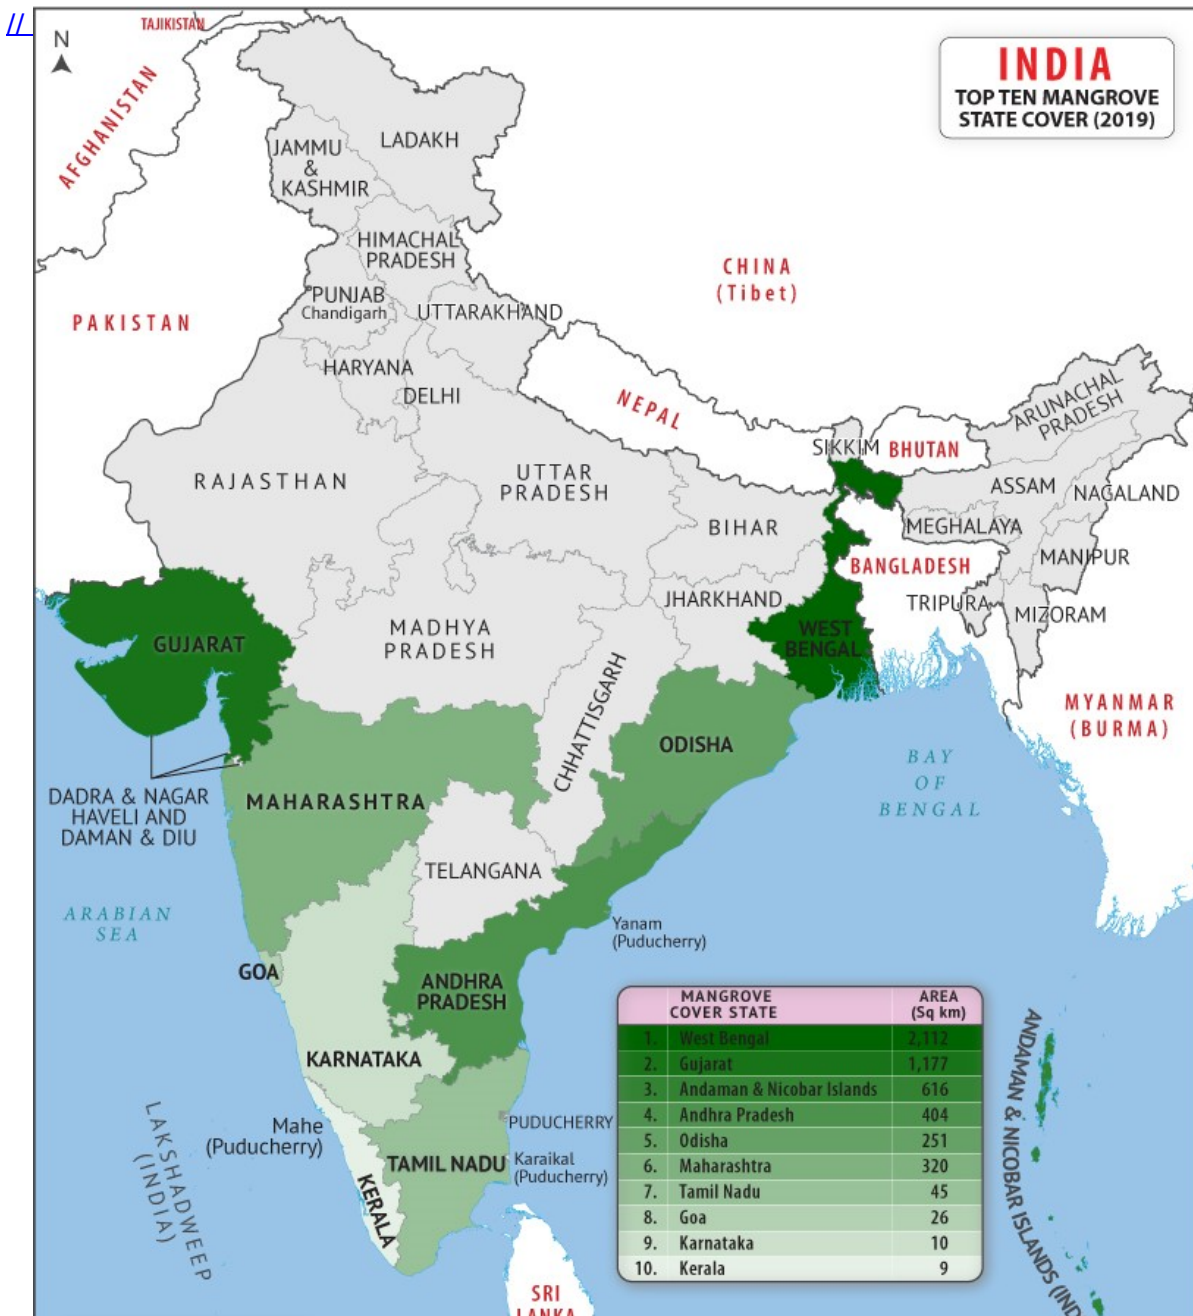 //
N
TAJIKISTAN
AFGHANISTAN
INDIA
TOP TEN MANGROVE
STATE COVER (2019)
LADAKH
JAMMU
&
KASHMIR
HIMACHAL
PRADESH
CHINA
(Tibet)
PUNJAB
Chandigarh
UTTARAKHAND
PAKISTAN
HARYANA
DELHI
NEPAL
ARUNACHAL
PRADESH
SIKKIM
BHUTAN
RAJASTHAN
UTTAR
PRADESH
ASSAM
NAGALAND
BIHAR
MEGHALAYA
MANIPUR
BANGLADESH
JHARKHAND
TRIPURA
MIZORAM
GUJARAT
MADHYA
PRADESH
WEST
BENGAL
CHHATTISGARH
MYANMAR
(BURMA)
ODISHA
BAY
OF
BENGAL
DADRA & NAGAR
HAVELI AND
DAMAN & DIU
MAHARASHTRA
TELANGANA
ARABIAN
SEA
Yanam
(Puducherry)
GOA
ANDHRA
PRADESH
KARNATAKA
MANGROVE
COVER STATE
AREA
(Sq km)
1. West Bengal 2,112
2. Gujarat 1,177
3. Andaman & Nicobar Islands 616
4. Andhra Pradesh 404
5. Odisha 251
6. Maharashtra 320
7. Tamil Nadu 45
8. Goa 26
9. Karnataka 10
10. Kerala 9
ANDAMAN & NICOBAR ISLANDS (IND
LAKSHADWEEP
(INDIA)
Mahe
(Puducherry)
PUDUCHERRY
TAMIL NADU
Karaikal
(Puducherry)
KERALA
SRI
LANKA